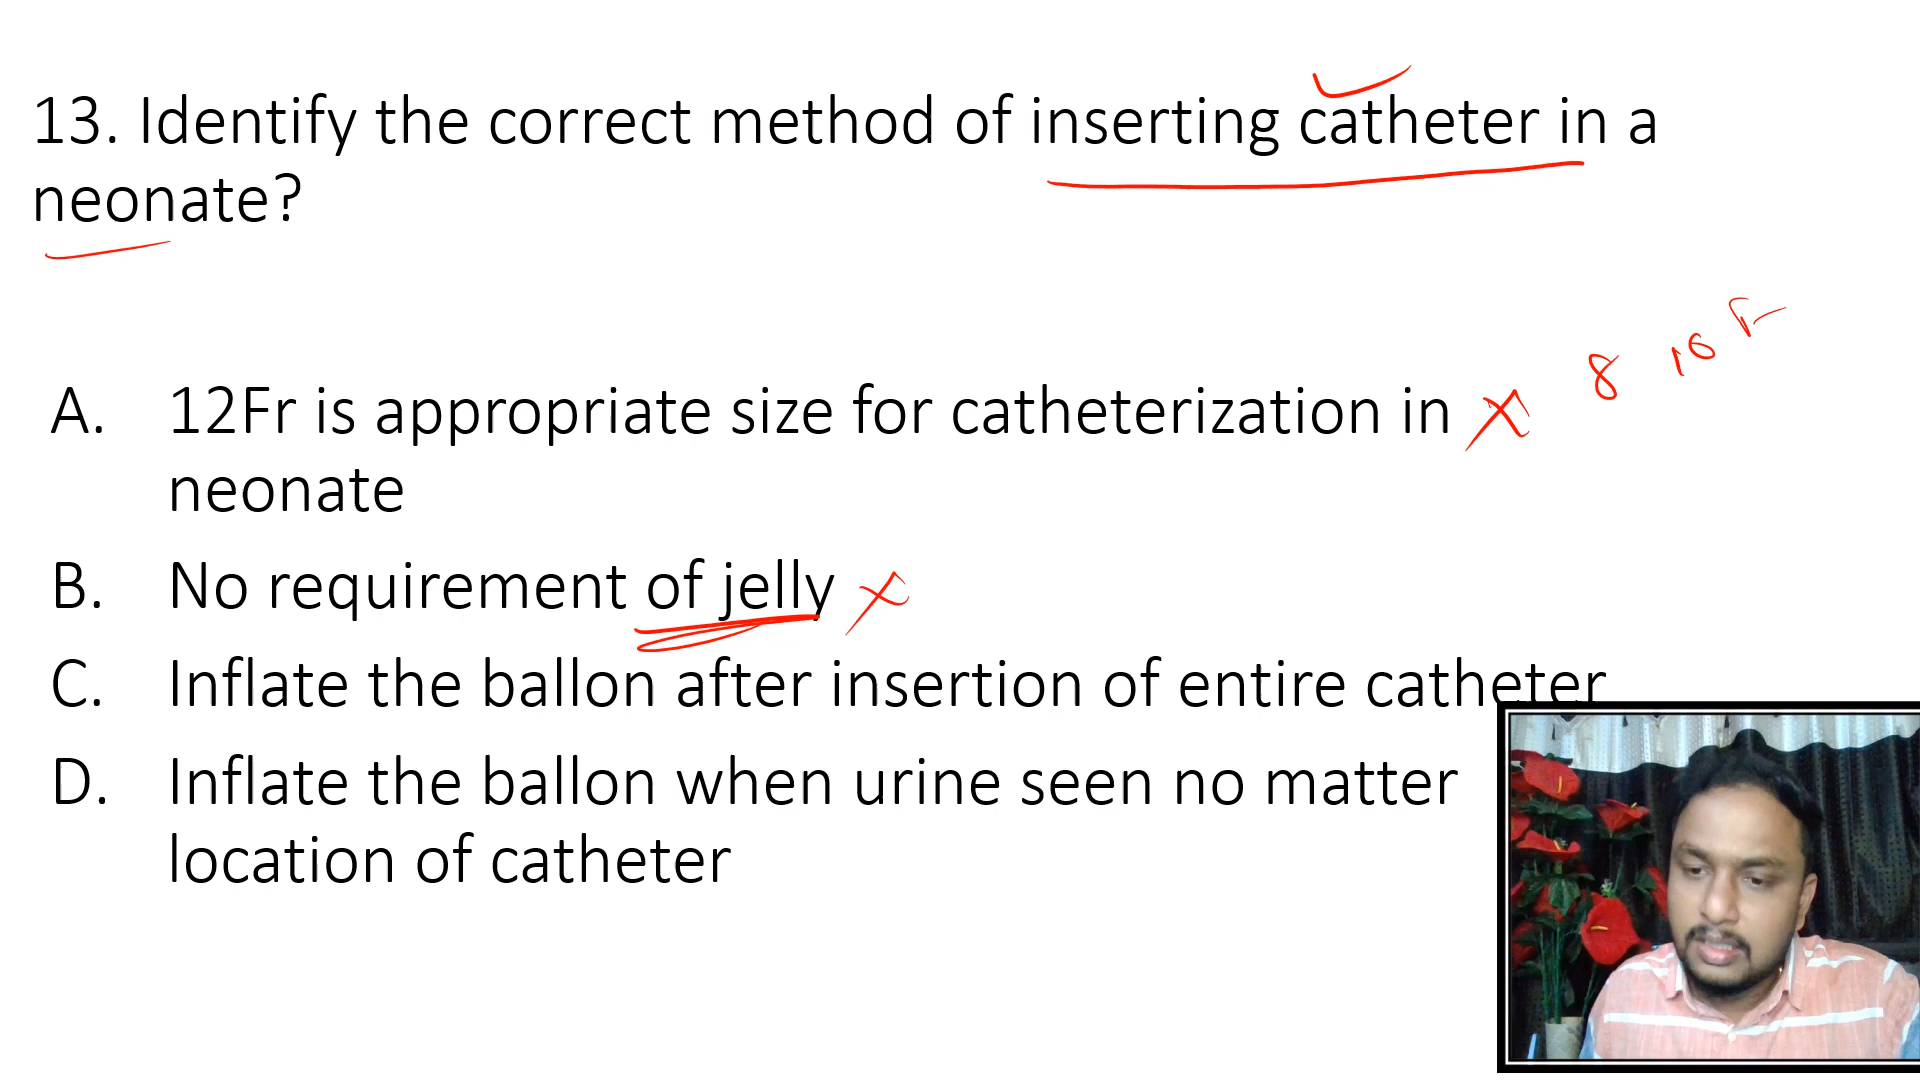 13. Identify the correct method of inserting catheter in a
neonate?
8 10 F
A. 12Fr is appropriate size for catheterization in
neonate
B. No requirement of jelly
C. Inflate the ballon after insertion of entire catheter
D. Inflate the ballon when urine seen no matter
location of catheter